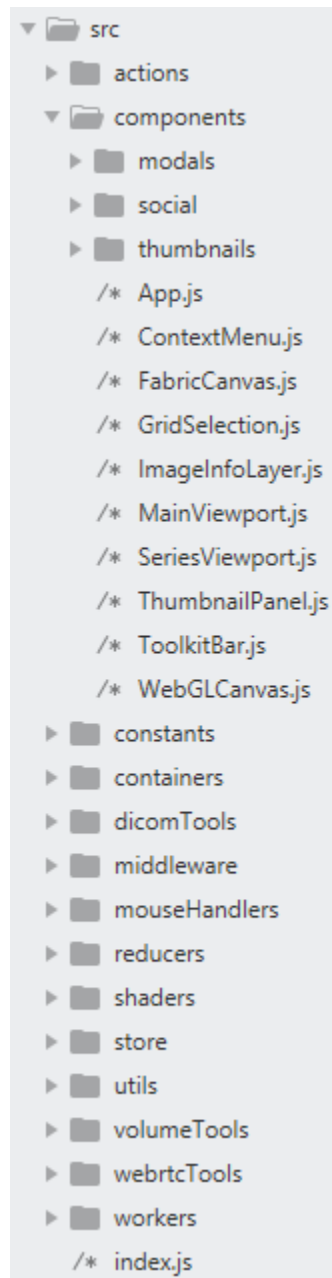 src
actions
components
modals
social
thumbnails
/* App.js
/* ContextMenu.js
/* FabricCanvas.js
/* GridSelection.js
/* ImageInfoLayer.js
/* MainViewport.js
/* SeriesViewport.js
/* ThumbnailPanel.js
/* ToolkitBar.js
/* WebGLCanvas.js
constants
containers
dicomTools
middleware
mouseHandlers
reducers
shaders
store
utils
volumeTools
webrtcTools
workers
/* index.js